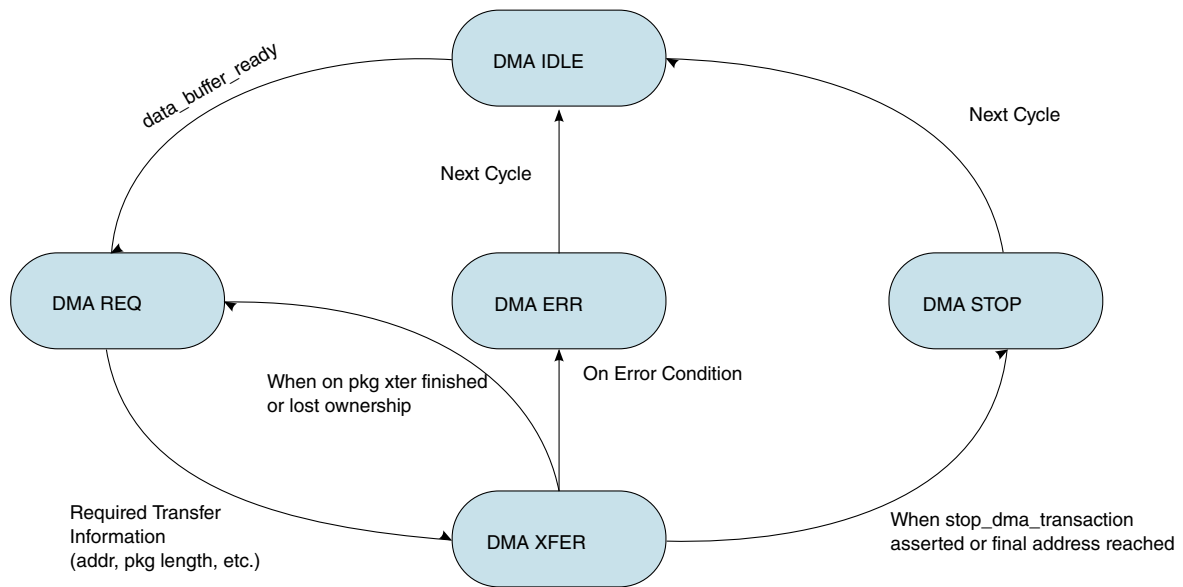 DMA IDLE
data_buffer_ready
Next Cycle
Next Cycle
DMA REQ
DMA ERR
DMA STOP
When on pkg xter finished
or lost ownership
On Error Condition
Required Transfer
Information
(addr, pkg length, etc.)
DMA XFER
When stop_dma_transaction
asserted or final address reached